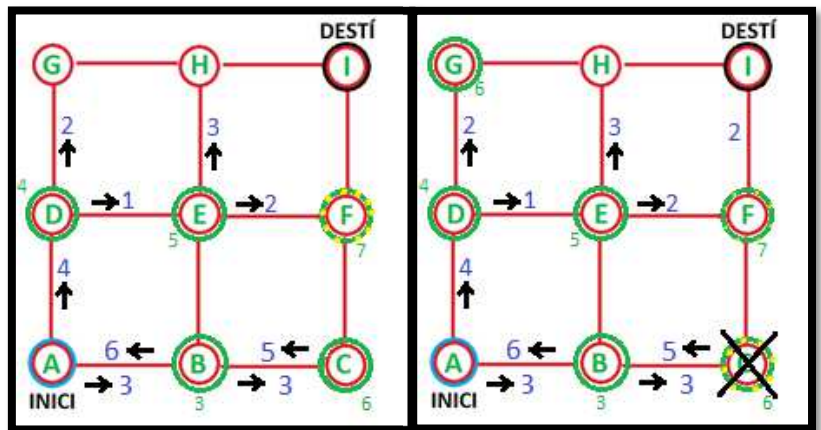 DESTÍ
G H I
2 3
4 D 1 E 2 F
5 7
4
6 5
A B C
INICI 3 3 3 6
DESTÍ
G H I
6
2 3 2
4 D 1 E 2 F
5 7
4
6 5
A B
INICI 3 3 3 6